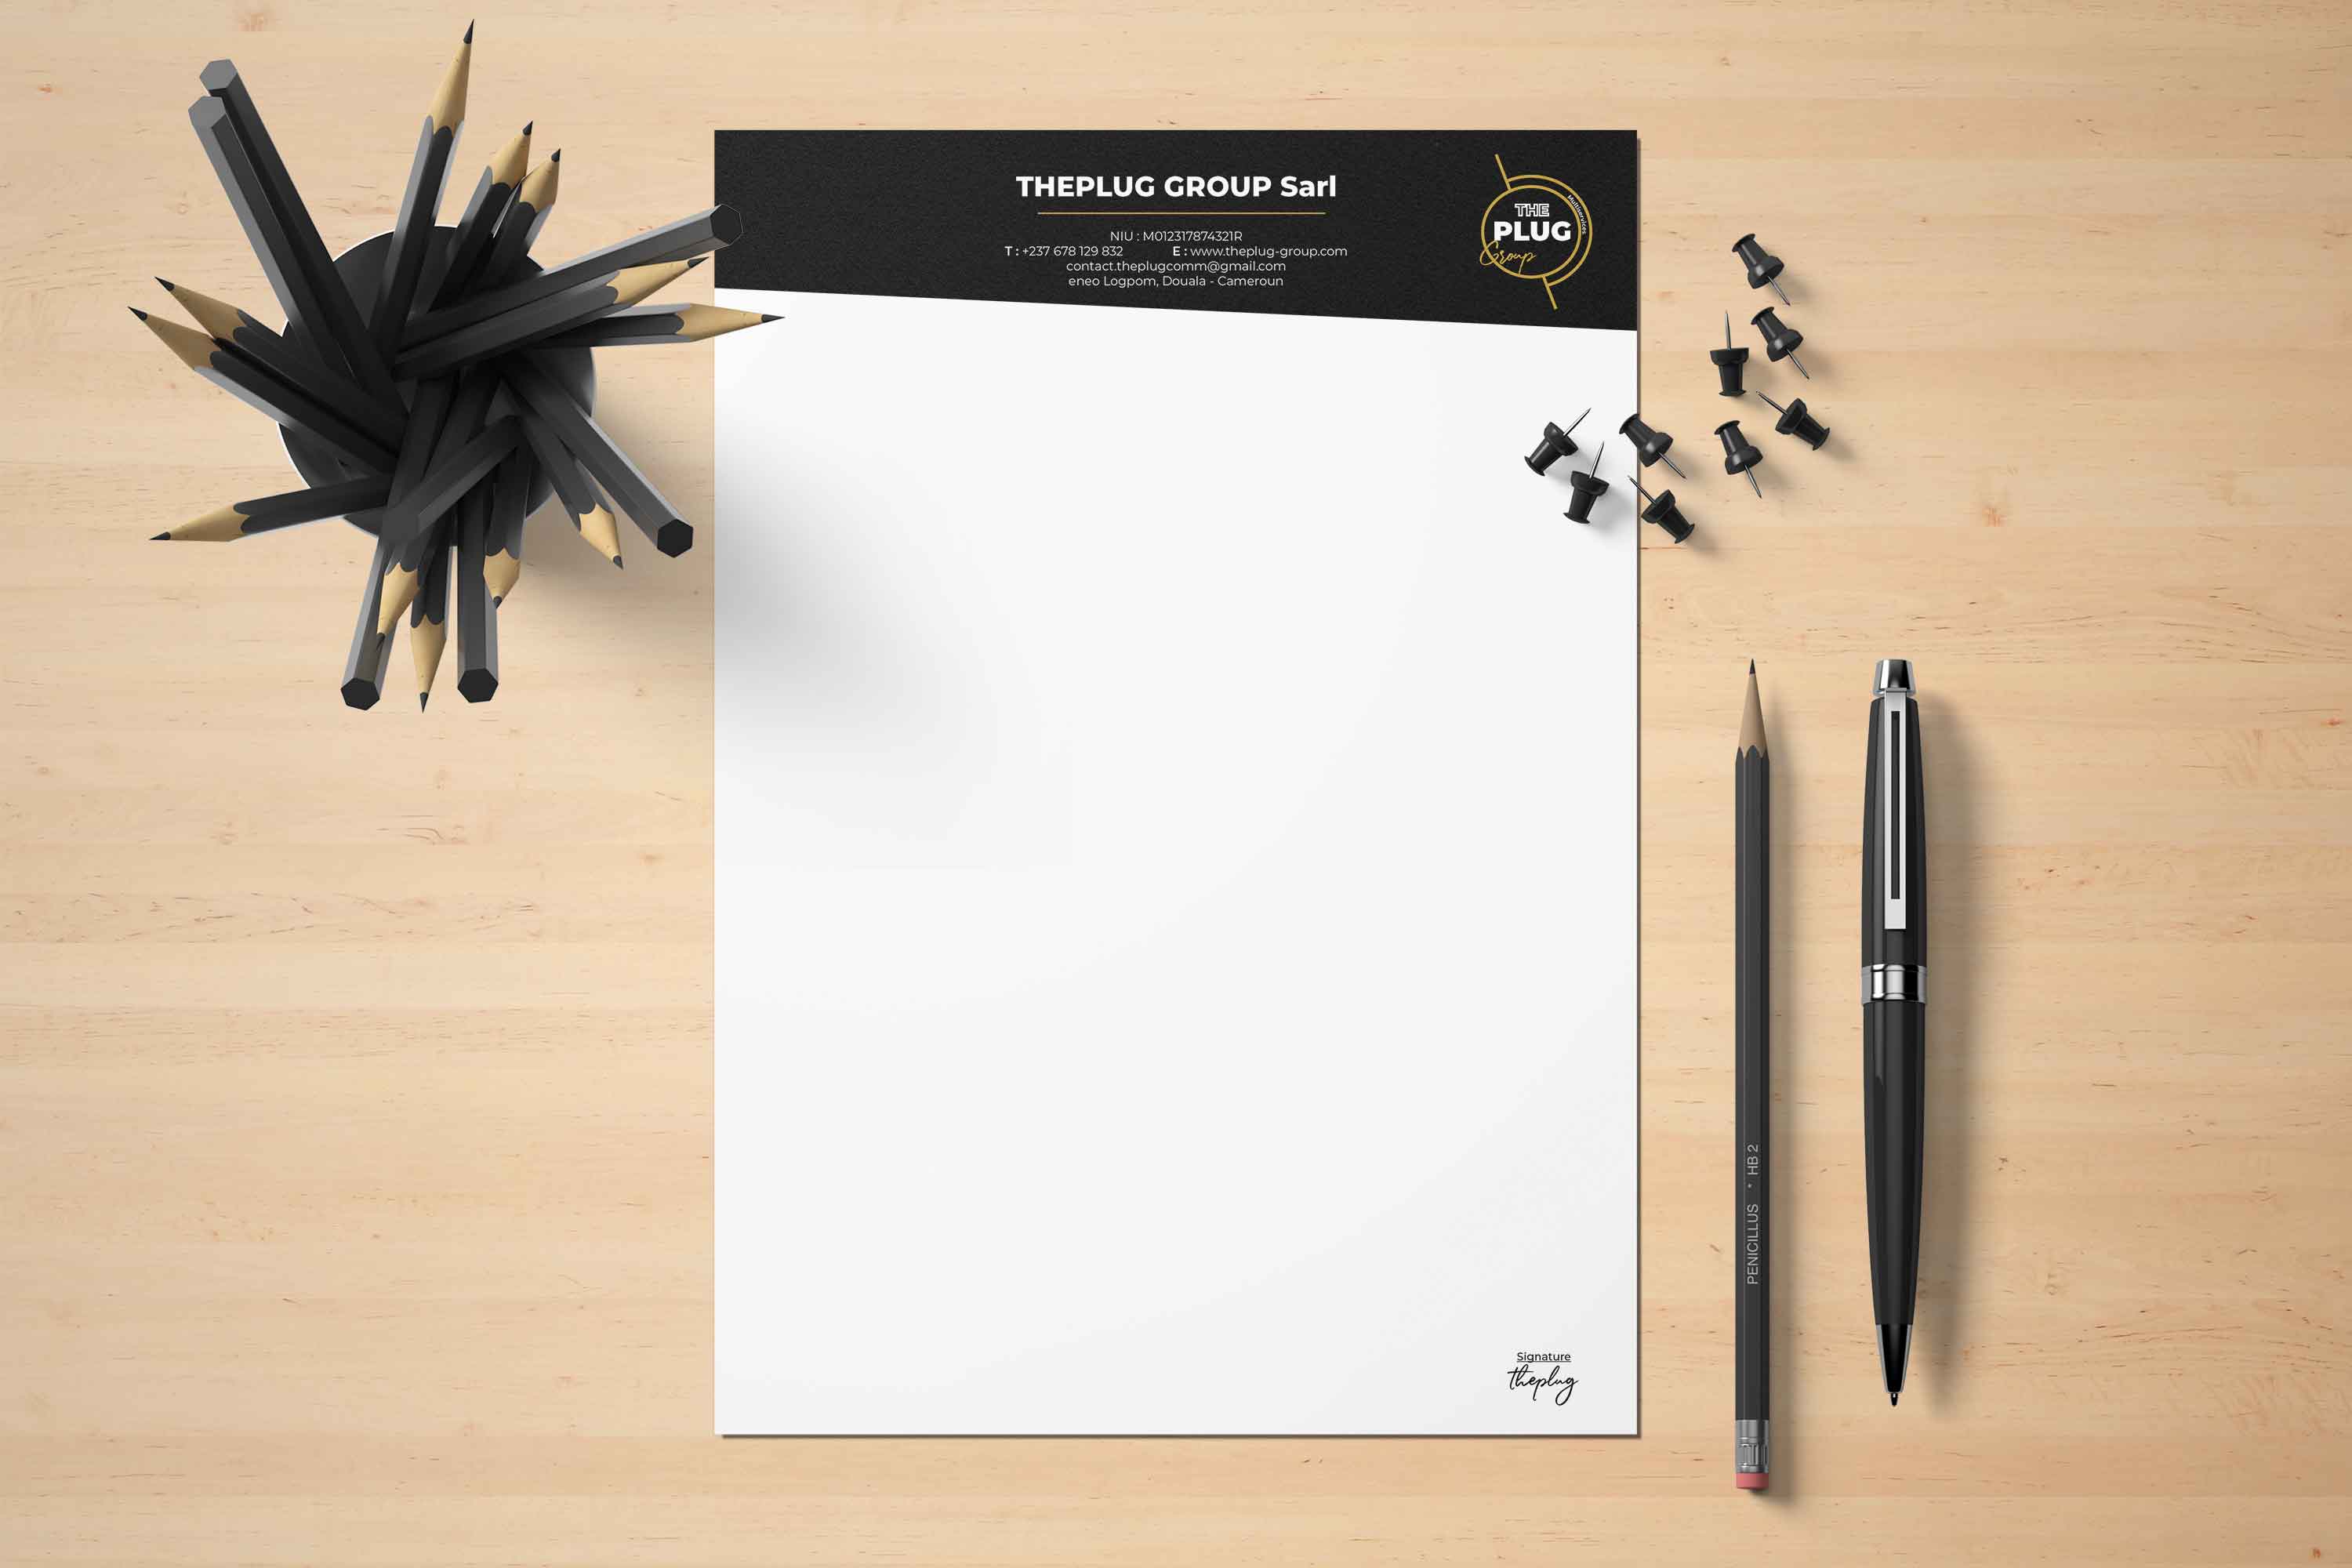 THEPLUG GROUP Sarl
NIU : M012317874321R
T : +237 678 129 832 E : www.theplug-group.com
contact.theplugcomm@gmail.com
eneo Logpom, Douala - Cameroun
THE
PLUG
Group
Multiservices
PENICILLUS * HB 2
Signature
theplug